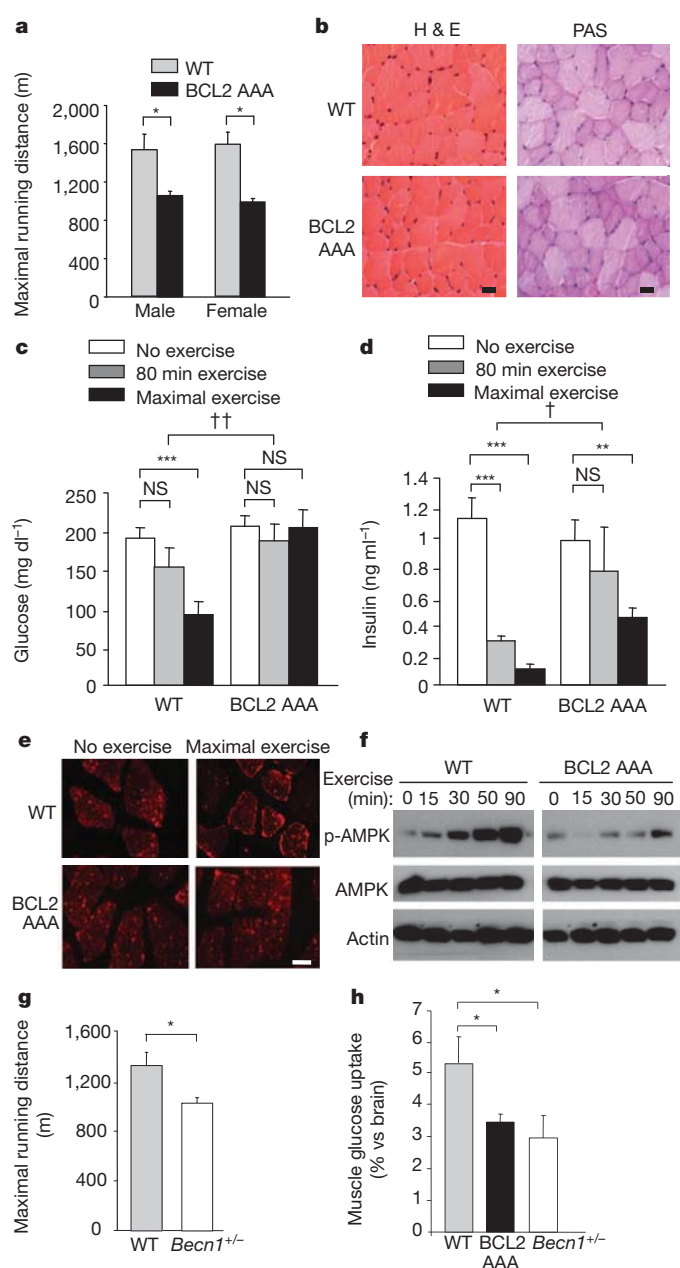 a
WT
BCL2 AAA
Maximal running distance (m)
2,000
1,600
1,200
800
400
0
*
*
Male
Female
b
H & E
PAS
WT
BCL2
AAA
c
No exercise
80 min exercise
Maximal exercise
††
***
NS
NS
NS
Glucose (mg dl⁻¹)
250
200
150
100
50
0
WT
BCL2 AAA
d
No exercise
80 min exercise
Maximal exercise
†
***
***
**
NS
Insulin (ng ml⁻¹)
1.4
1.2
1
0.8
0.6
0.4
0.2
0
WT
BCL2 AAA
e
No exercise
Maximal exercise
WT
BCL2
AAA
f
WT
BCL2 AAA
Exercise
(min):
0 15 30 50 90
0 15 30 50 90
p-AMPK
AMPK
Actin
g
Maximal running distance
(m)
1,600
1,200
800
400
0
*
WT
Becn1⁺/⁻
h
Muscle glucose uptake
(% vs brain)
7
6
5
4
3
2
1
0
*
*
WT
BCL2
AAA
Becn1⁺/⁻